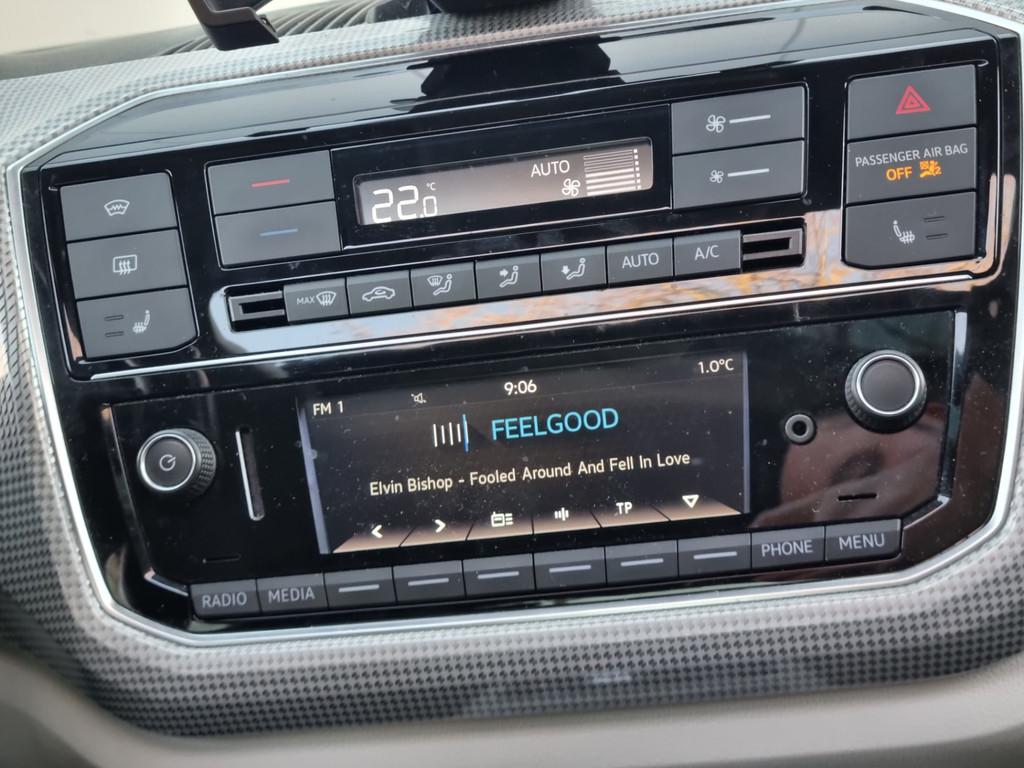 PASSENGER AIR BAG
OFF
AUTO
22.0 °C
MAX
AUTO
A/C
FM 1
9:06
1.0°C
FEELGOOD
Elvin Bishop - Fooled Around And Fell In Love
< > TP
RADIO
MEDIA
PHONE
MENU